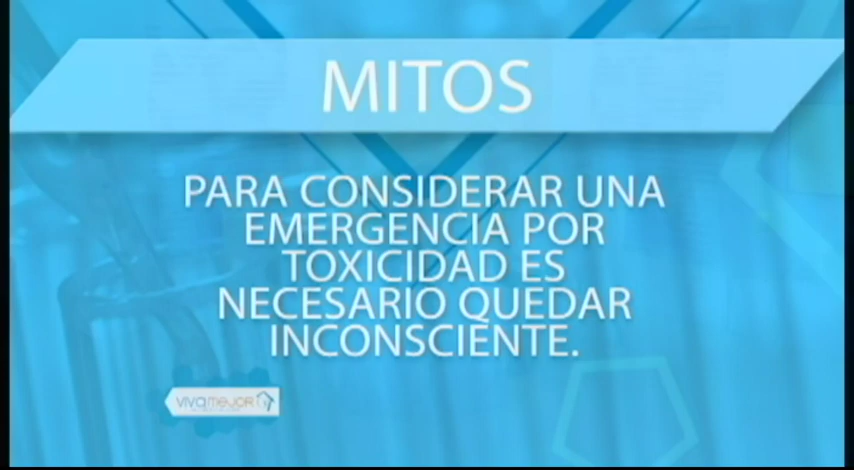 MITOS
PARA CONSIDERAR UNA
EMERGENCIA POR
TOXICIDAD ES
NECESARIO QUEDAR
INCONSCIENTE.
VIVamejOR